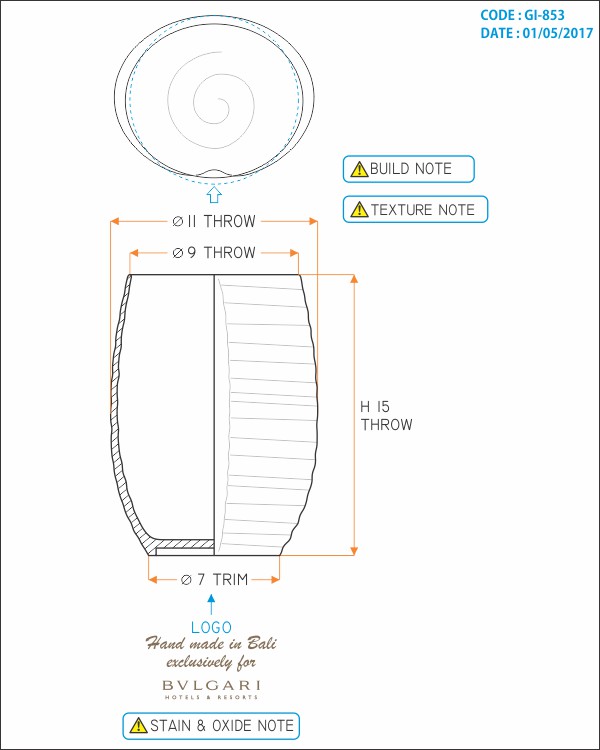 CODE : GI-853
DATE : 01/05/2017
BUILD NOTE
TEXTURE NOTE
∅ 11 THROW
∅ 9 THROW
H 15
THROW
∅ 7 TRIM
LOGO
Hand made in Bali
exclusively for
BVLGARI
HOTELS & RESORTS
STAIN & OXIDE NOTE